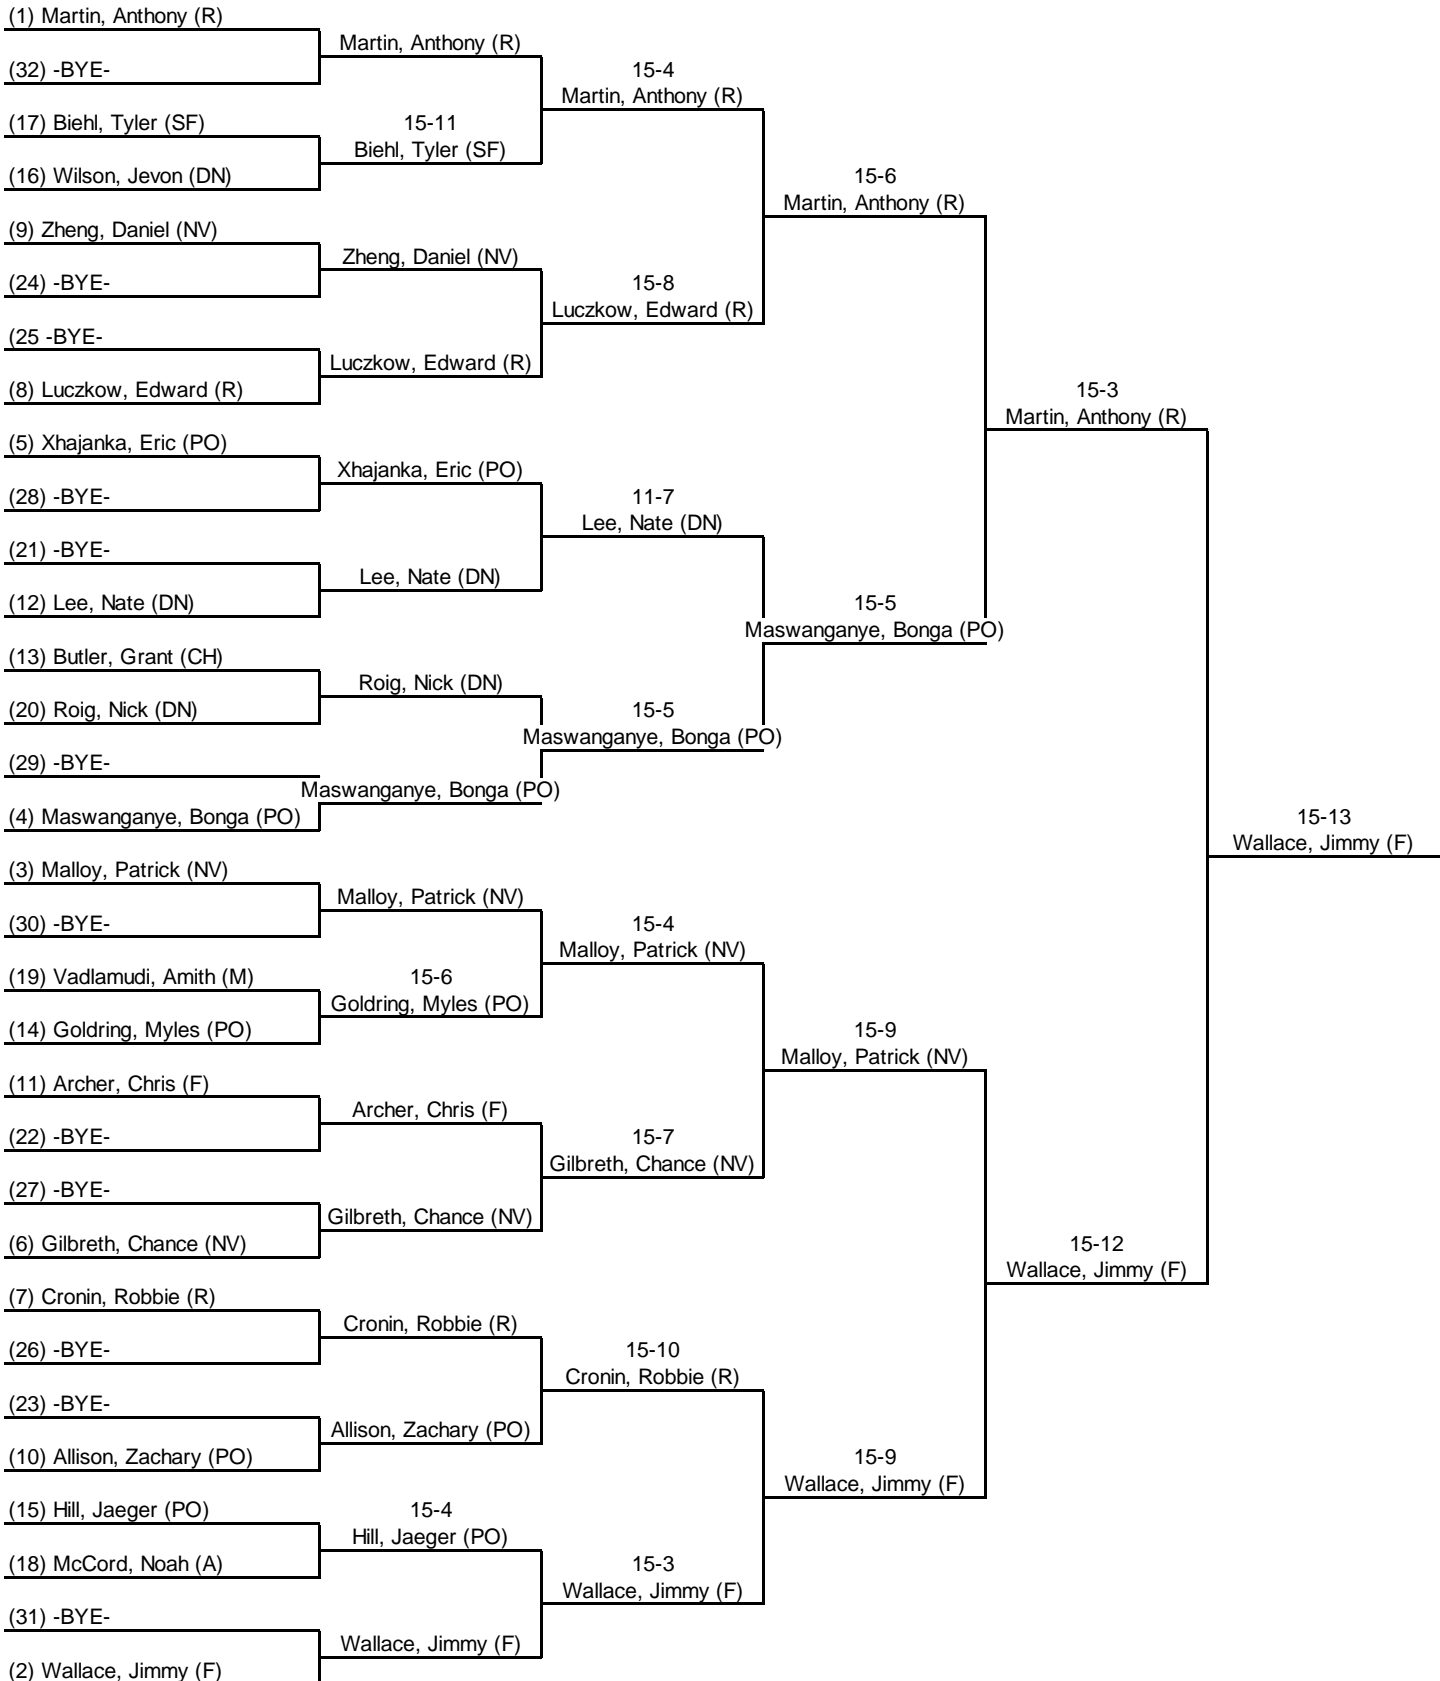 (1) Martin, Anthony (R)
Martin, Anthony (R)
(32) -BYE-
15-4
Martin, Anthony (R)
(17) Biehl, Tyler (SF)
15-11
Biehl, Tyler (SF)
(16) Wilson, Jevon (DN)
15-6
Martin, Anthony (R)
(9) Zheng, Daniel (NV)
Zheng, Daniel (NV)
(24) -BYE-
15-8
Luczkow, Edward (R)
(25 -BYE-
Luczkow, Edward (R)
(8) Luczkow, Edward (R)
15-3
Martin, Anthony (R)
(5) Xhajanka, Eric (PO)
Xhajanka, Eric (PO)
(28) -BYE-
11-7
Lee, Nate (DN)
(21) -BYE-
Lee, Nate (DN)
(12) Lee, Nate (DN)
15-5
Maswanganye, Bonga (PO)
(13) Butler, Grant (CH)
Roig, Nick (DN)
(20) Roig, Nick (DN)
15-5
Maswanganye, Bonga (PO)
(29) -BYE-
Maswanganye, Bonga (PO)
(4) Maswanganye, Bonga (PO)
15-13
Wallace, Jimmy (F)
(3) Malloy, Patrick (NV)
Malloy, Patrick (NV)
(30) -BYE-
15-4
Malloy, Patrick (NV)
(19) Vadlamudi, Amith (M)
15-6
Goldring, Myles (PO)
(14) Goldring, Myles (PO)
15-9
Malloy, Patrick (NV)
(11) Archer, Chris (F)
Archer, Chris (F)
(22) -BYE-
15-7
Gilbreth, Chance (NV)
(27) -BYE-
Gilbreth, Chance (NV)
(6) Gilbreth, Chance (NV)
15-12
Wallace, Jimmy (F)
(7) Cronin, Robbie (R)
Cronin, Robbie (R)
(26) -BYE-
15-10
Cronin, Robbie (R)
(23) -BYE-
Allison, Zachary (PO)
(10) Allison, Zachary (PO)
15-9
Wallace, Jimmy (F)
(15) Hill, Jaeger (PO)
15-4
Hill, Jaeger (PO)
(18) McCord, Noah (A)
15-3
Wallace, Jimmy (F)
(31) -BYE-
Wallace, Jimmy (F)
(2) Wallace, Jimmy (F)